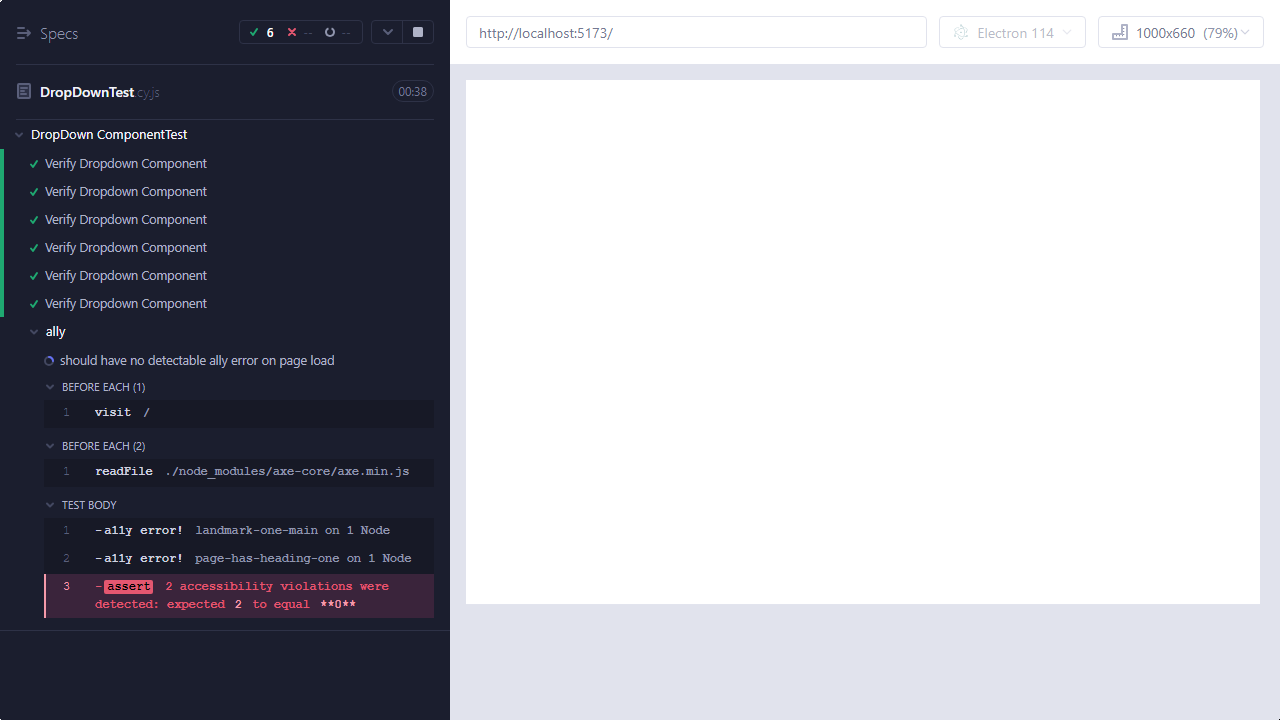 Specs
6 -- --
DropDownTest.cy.js
00:38
DropDown ComponentTest
Verify Dropdown Component
Verify Dropdown Component
Verify Dropdown Component
Verify Dropdown Component
Verify Dropdown Component
Verify Dropdown Component
ally
should have no detectable ally error on page load
BEFORE EACH (1)
1 visit /
BEFORE EACH (2)
1 readFile ./node_modules/axe-core/axe.min.js
TEST BODY
1 -a11y error! landmark-one-main on 1 Node
2 -a11y error! page-has-heading-one on 1 Node
3 -assert 2 accessibility violations were
detected: expected 2 to equal **0**
http://localhost:5173/
Electron 114
1000x660 (79%)